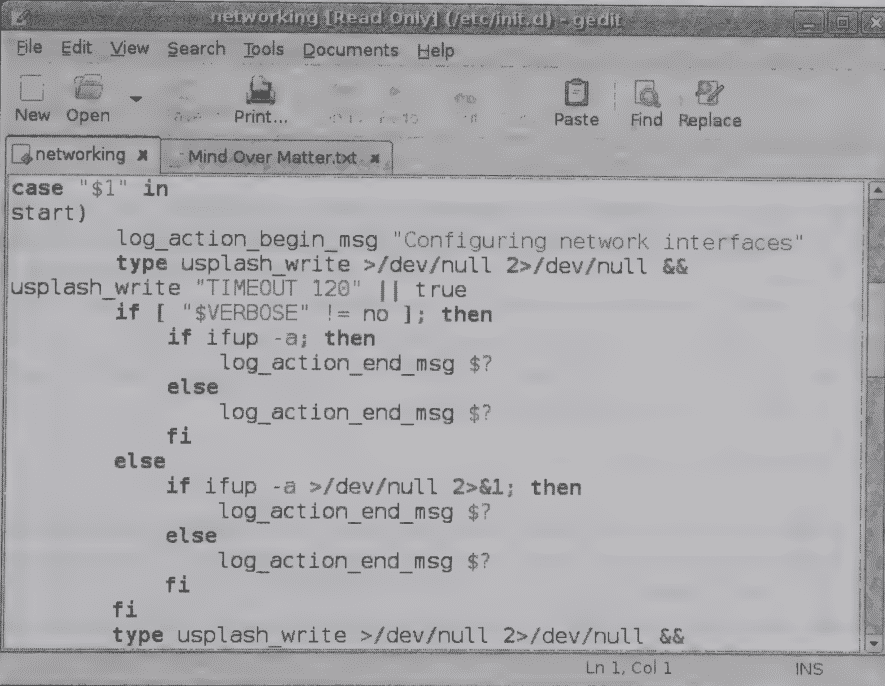 networking [Read Only] (/etc/init.d) - gedit
File Edit View Search Tools Documents Help
New Open Print... Paste Find Replace
networking Mind Over Matter.txt
case "$1" in
start)
log_action_begin_msg "Configuring network interfaces"
type usplash_write >/dev/null 2>/dev/null &&
usplash_write "TIMEOUT 120" || true
if [ "$VERBOSE" != no ]; then
if ifup -a; then
log_action_end_msg $?
else
log_action_end_msg $?
fi
else
if ifup -a >/dev/null 2>&1; then
log_action_end_msg $?
else
log_action_end_msg $?
fi
fi
type usplash_write >/dev/null 2>/dev/null &&
Ln 1, Col 1 INS